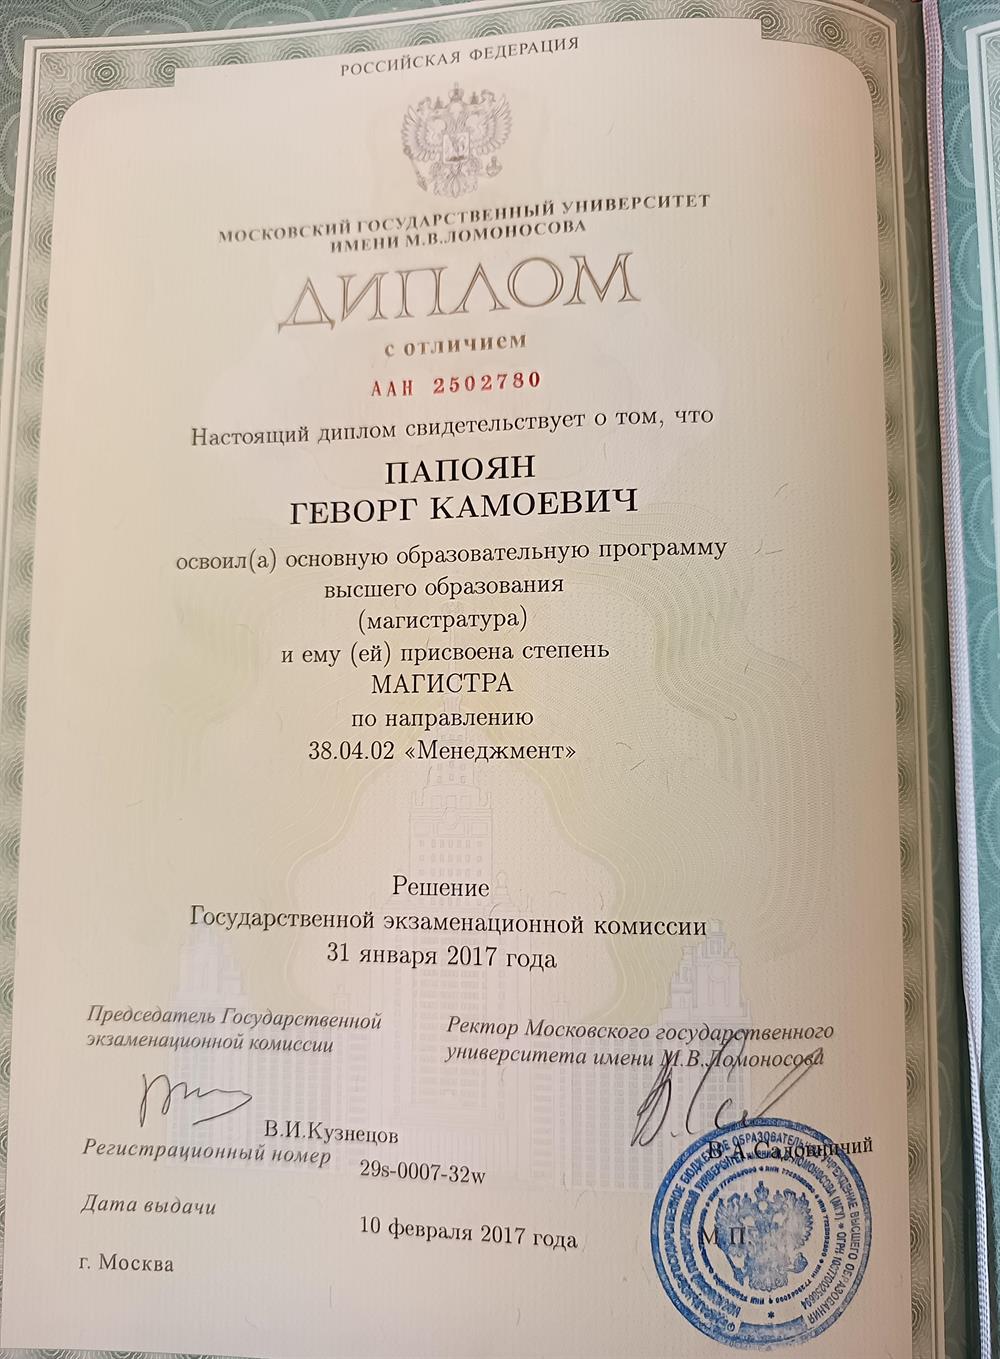 РОССИЙСКАЯ ФЕДЕРАЦИЯ
МОСКОВСКИЙ ГОСУДАРСТВЕННЫЙ УНИВЕРСИТЕТ
ИМЕНИ М.В.ЛОМОНОСОВА
ДИПЛОМ
с отличием
ААН 2502780
Настоящий диплом свидетельствует о том, что
ПАПОЯН
ГЕВОРГ КАМОЕВИЧ
освоил(а) основную образовательную программу
высшего образования
(магистратура)
и ему (ей) присвоена степень
МАГИСТРА
по направлению
38.04.02 «Менеджмент»
Решение
Государственной экзаменационной комиссии
31 января 2017 года
Председатель Государственной
экзаменационной комиссии
Ректор Московского государственного
университета имени М.В.Ломоносова
В.И.Кузнецов
В.А.Садовничий
Регистрационный номер
29s-0007-32w
М.П.
Дата выдачи
10 февраля 2017 года
г. Москва